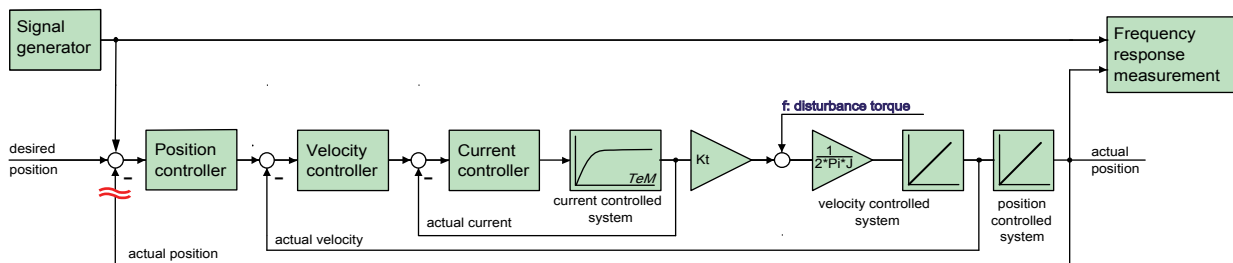 Signal
generator
Frequency
response
measurement
f: disturbance torque
desired
position
Position
controller
Velocity
controller
Current
controller
TeM
current controlled
system
Kt
1
2*Pi*J
velocity controlled
system
position
controlled
system
actual
position
actual current
actual velocity
actual position